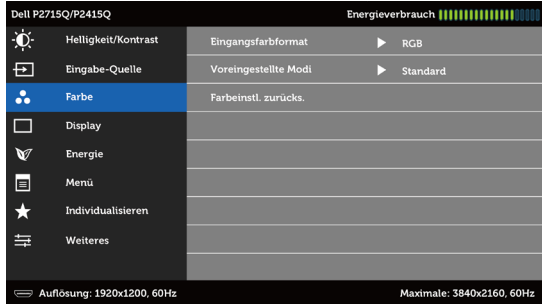 Dell P2715Q/P2415Q Energieverbrauch
Helligkeit/Kontrast Eingangsfarbformat RGB
Eingabe-Quelle Voreingestellte Modi Standard
Farbe Farbeinstl. zurücks.
Display
Energie
Menü
Individualisieren
Weiteres
Auflösung: 1920x1200, 60Hz Maximale: 3840x2160, 60Hz